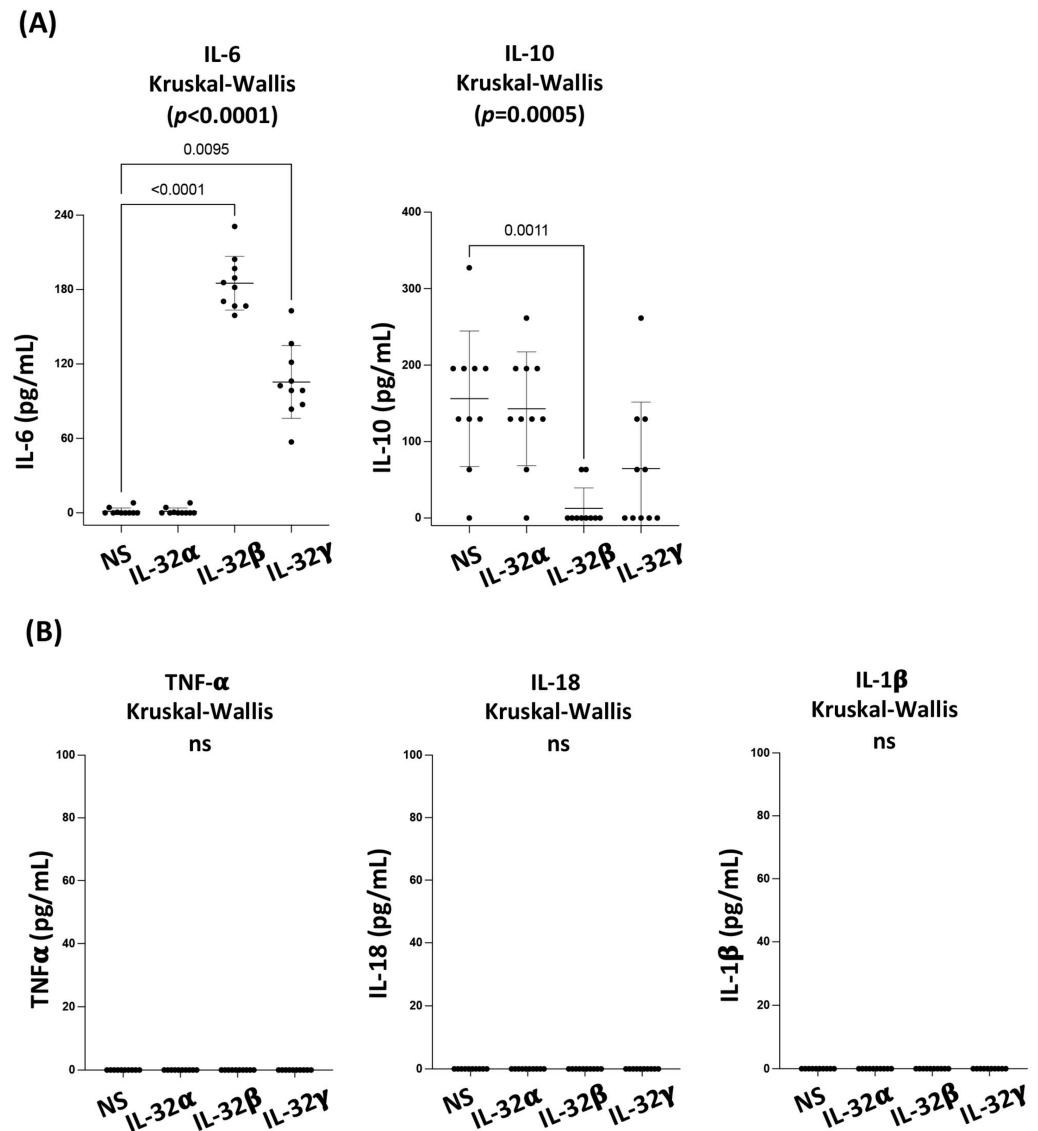 (A)
IL-6
Kruskal-Wallis
(p<0.0001)
0.0095
<0.0001
240
180
120
60
0
IL-6 (pg/mL)
NS
IL-32α
IL-32β
IL-32γ
IL-10
Kruskal-Wallis
(p=0.0005)
0.0011
400
300
200
100
0
IL-10 (pg/mL)
NS
IL-32α
IL-32β
IL-32γ
(B)
TNF-α
Kruskal-Wallis
ns
100
80
60
40
20
0
TNFα (pg/mL)
NS
IL-32α
IL-32β
IL-32γ
IL-18
Kruskal-Wallis
ns
100
80
60
40
20
0
IL-18 (pg/mL)
NS
IL-32α
IL-32β
IL-32γ
IL-1β
Kruskal-Wallis
ns
100
80
60
40
20
0
IL-1β (pg/mL)
NS
IL-32α
IL-32β
IL-32γ